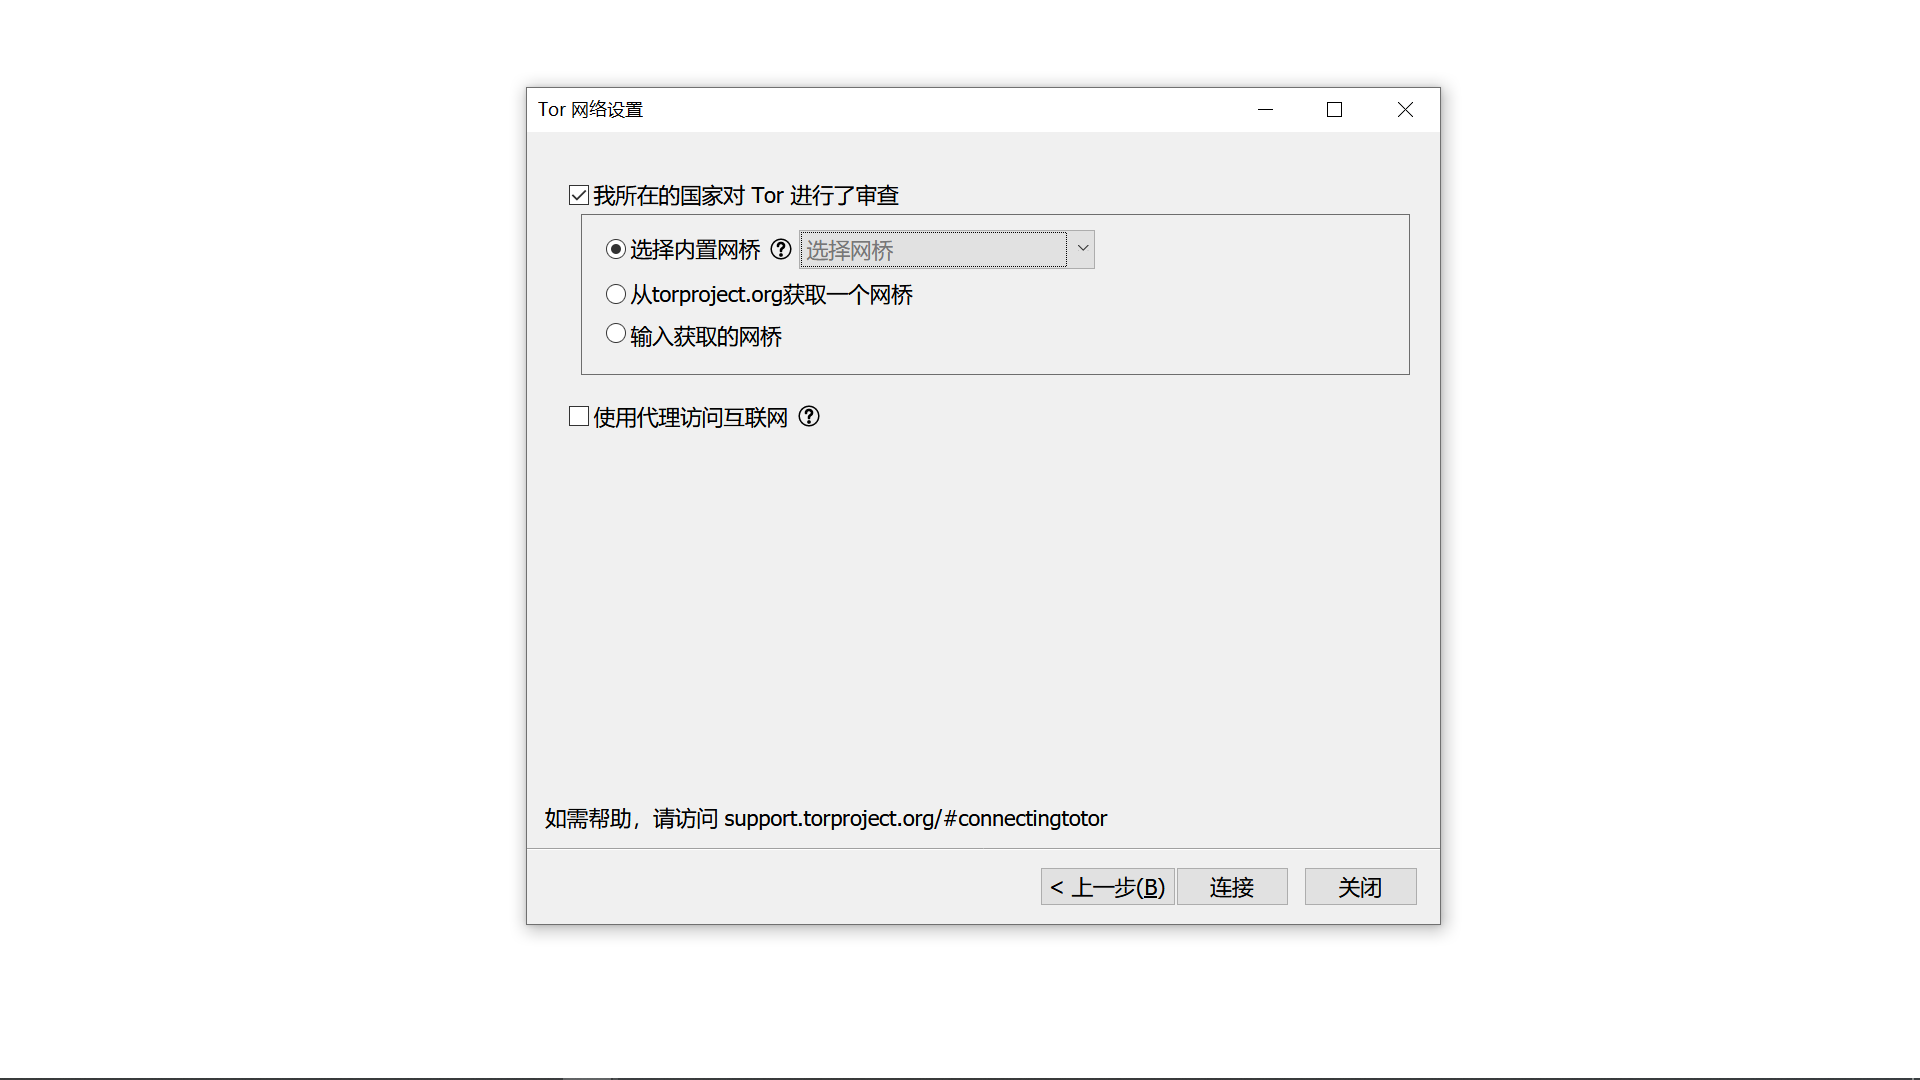 Tor 网络设置
我所在的国家对 Tor 进行了审查
选择内置网桥 ? 选择网桥
从torproject.org获取一个网桥
输入获取的网桥
使用代理访问互联网 ?
如需帮助，请访问 support.torproject.org/#connectingtotor
< 上一步(B) 连接 关闭